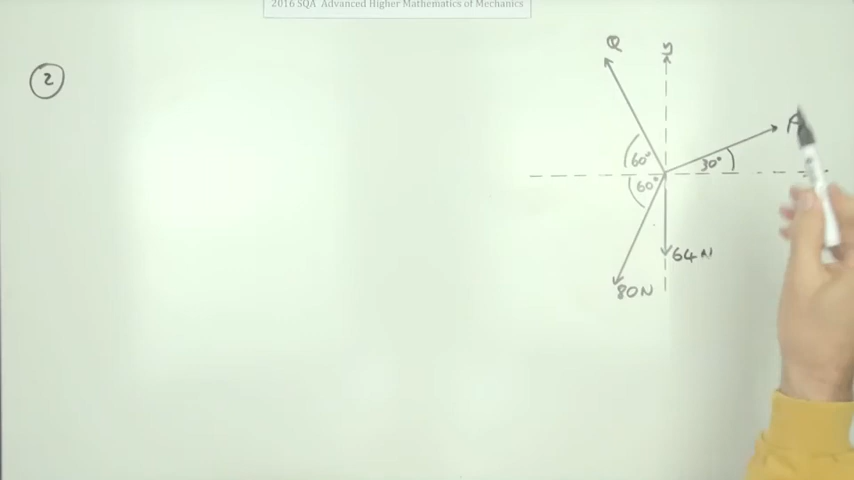 2016 SQA Advanced Higher Mathematics of Mechanics
2
Q
y
P
60°
30°
60°
64N
80N